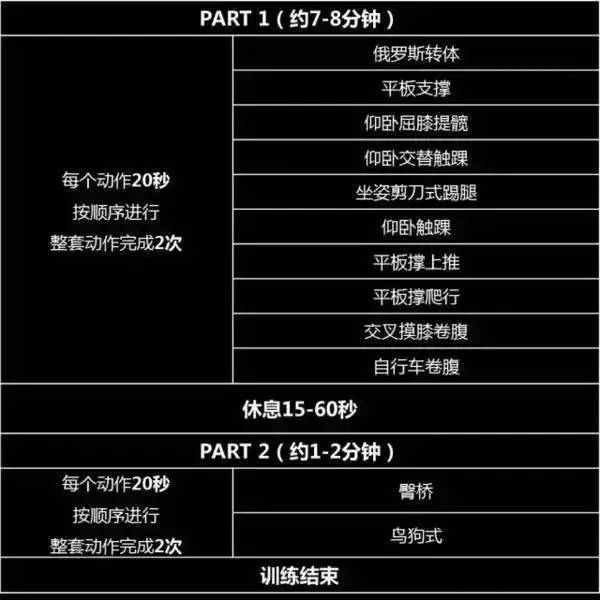 PART 1（约7-8分钟）
每个动作20秒
按顺序进行
整套动作完成2次
俄罗斯转体
平板支撑
仰卧屈膝提髋
仰卧交替触踝
坐姿剪刀式踢腿
仰卧触踝
平板撑上推
平板撑爬行
交叉摸膝卷腹
自行车卷腹
休息15-60秒
PART 2（约1-2分钟）
每个动作20秒
按顺序进行
整套动作完成2次
臀桥
鸟狗式
训练结束